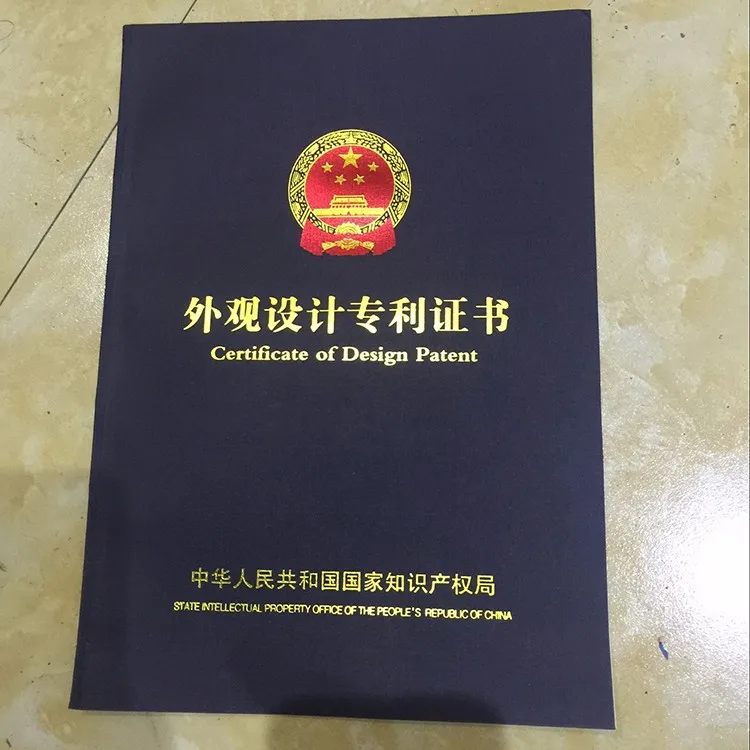 外观设计专利证书
Certificate of Design Patent
中华人民共和国国家知识产权局
STATE INTELLECTUAL PROPERTY OFFICE OF THE PEOPLE'S REPUBLIC OF CHINA